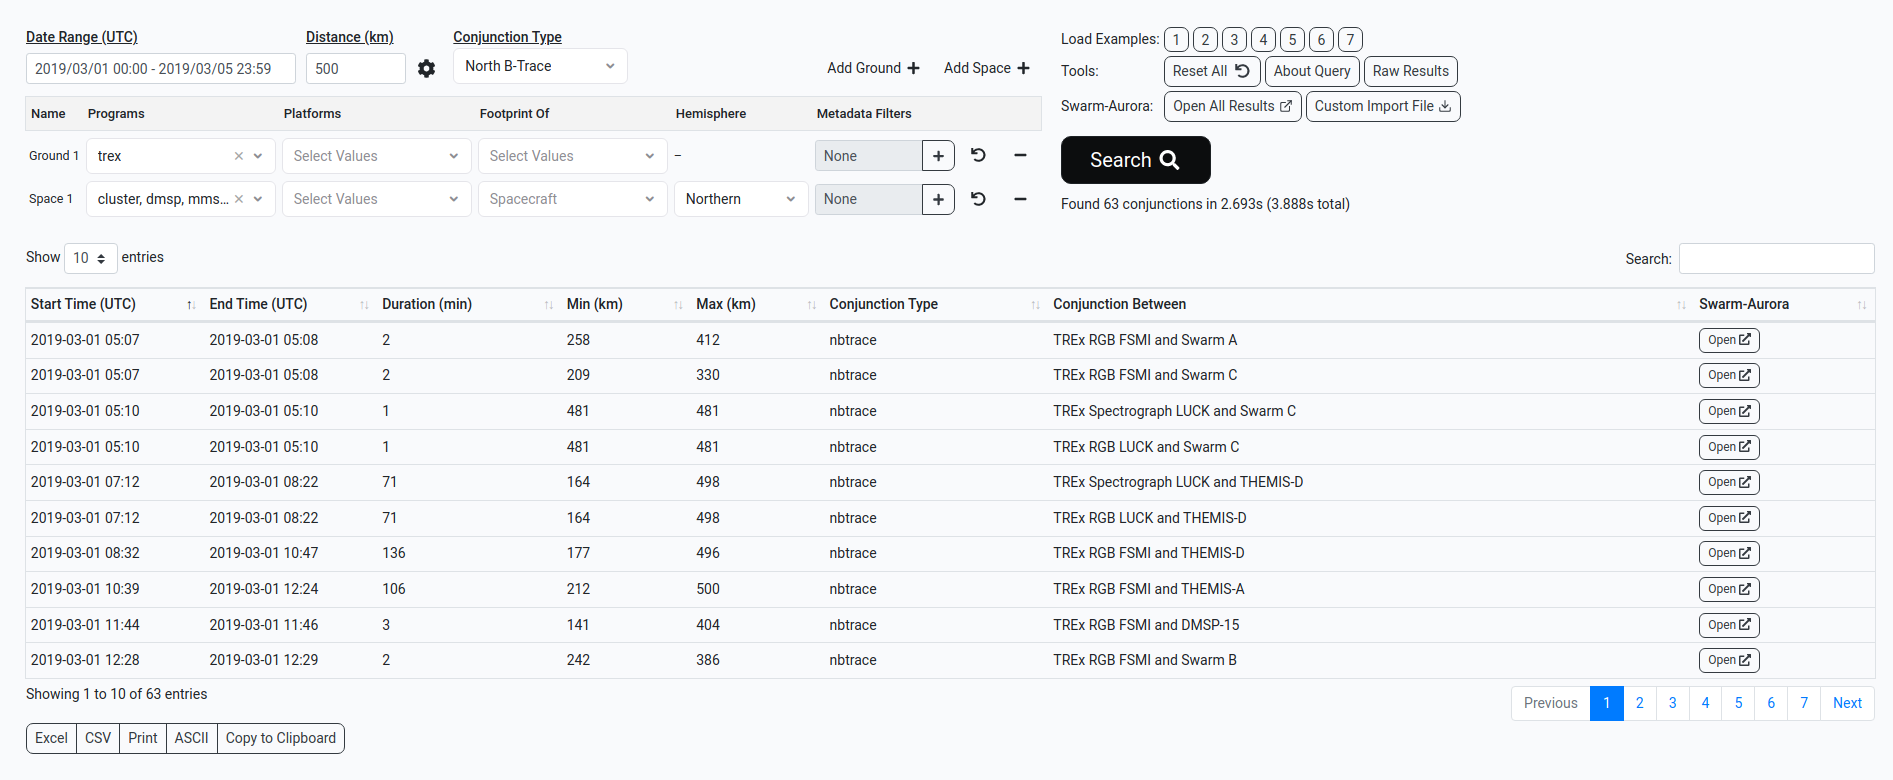 Date Range (UTC) Distance (km) Conjunction Type
2019/03/01 00:00 - 2019/03/05 23:59 500 North B-Trace Add Ground Add Space
Name Programs Platforms Footprint Of Hemisphere Metadata Filters
Ground 1 trex Select Values Select Values – None
Space 1 cluster, dmsp, mms... Select Values Spacecraft Northern None
Load Examples: 1 2 3 4 5 6 7
Tools: Reset All About Query Raw Results
Swarm-Aurora: Open All Results Custom Import File
Search
Found 63 conjunctions in 2.693s (3.888s total)
Show 10 entries Search:
Start Time (UTC) End Time (UTC) Duration (min) Min (km) Max (km) Conjunction Type Conjunction Between Swarm-Aurora
2019-03-01 05:07 2019-03-01 05:08 2 258 412 nbtrace TREx RGB FSMI and Swarm A Open
2019-03-01 05:07 2019-03-01 05:08 2 209 330 nbtrace TREx RGB FSMI and Swarm C Open
2019-03-01 05:10 2019-03-01 05:10 1 481 481 nbtrace TREx Spectrograph LUCK and Swarm C Open
2019-03-01 05:10 2019-03-01 05:10 1 481 481 nbtrace TREx RGB LUCK and Swarm C Open
2019-03-01 07:12 2019-03-01 08:22 71 164 498 nbtrace TREx Spectrograph LUCK and THEMIS-D Open
2019-03-01 07:12 2019-03-01 08:22 71 164 498 nbtrace TREx RGB LUCK and THEMIS-D Open
2019-03-01 08:32 2019-03-01 10:47 136 177 496 nbtrace TREx RGB FSMI and THEMIS-D Open
2019-03-01 10:39 2019-03-01 12:24 106 212 500 nbtrace TREx RGB FSMI and THEMIS-A Open
2019-03-01 11:44 2019-03-01 11:46 3 141 404 nbtrace TREx RGB FSMI and DMSP-15 Open
2019-03-01 12:28 2019-03-01 12:29 2 242 386 nbtrace TREx RGB FSMI and Swarm B Open
Showing 1 to 10 of 63 entries Previous 1 2 3 4 5 6 7 Next
Excel CSV Print ASCII Copy to Clipboard